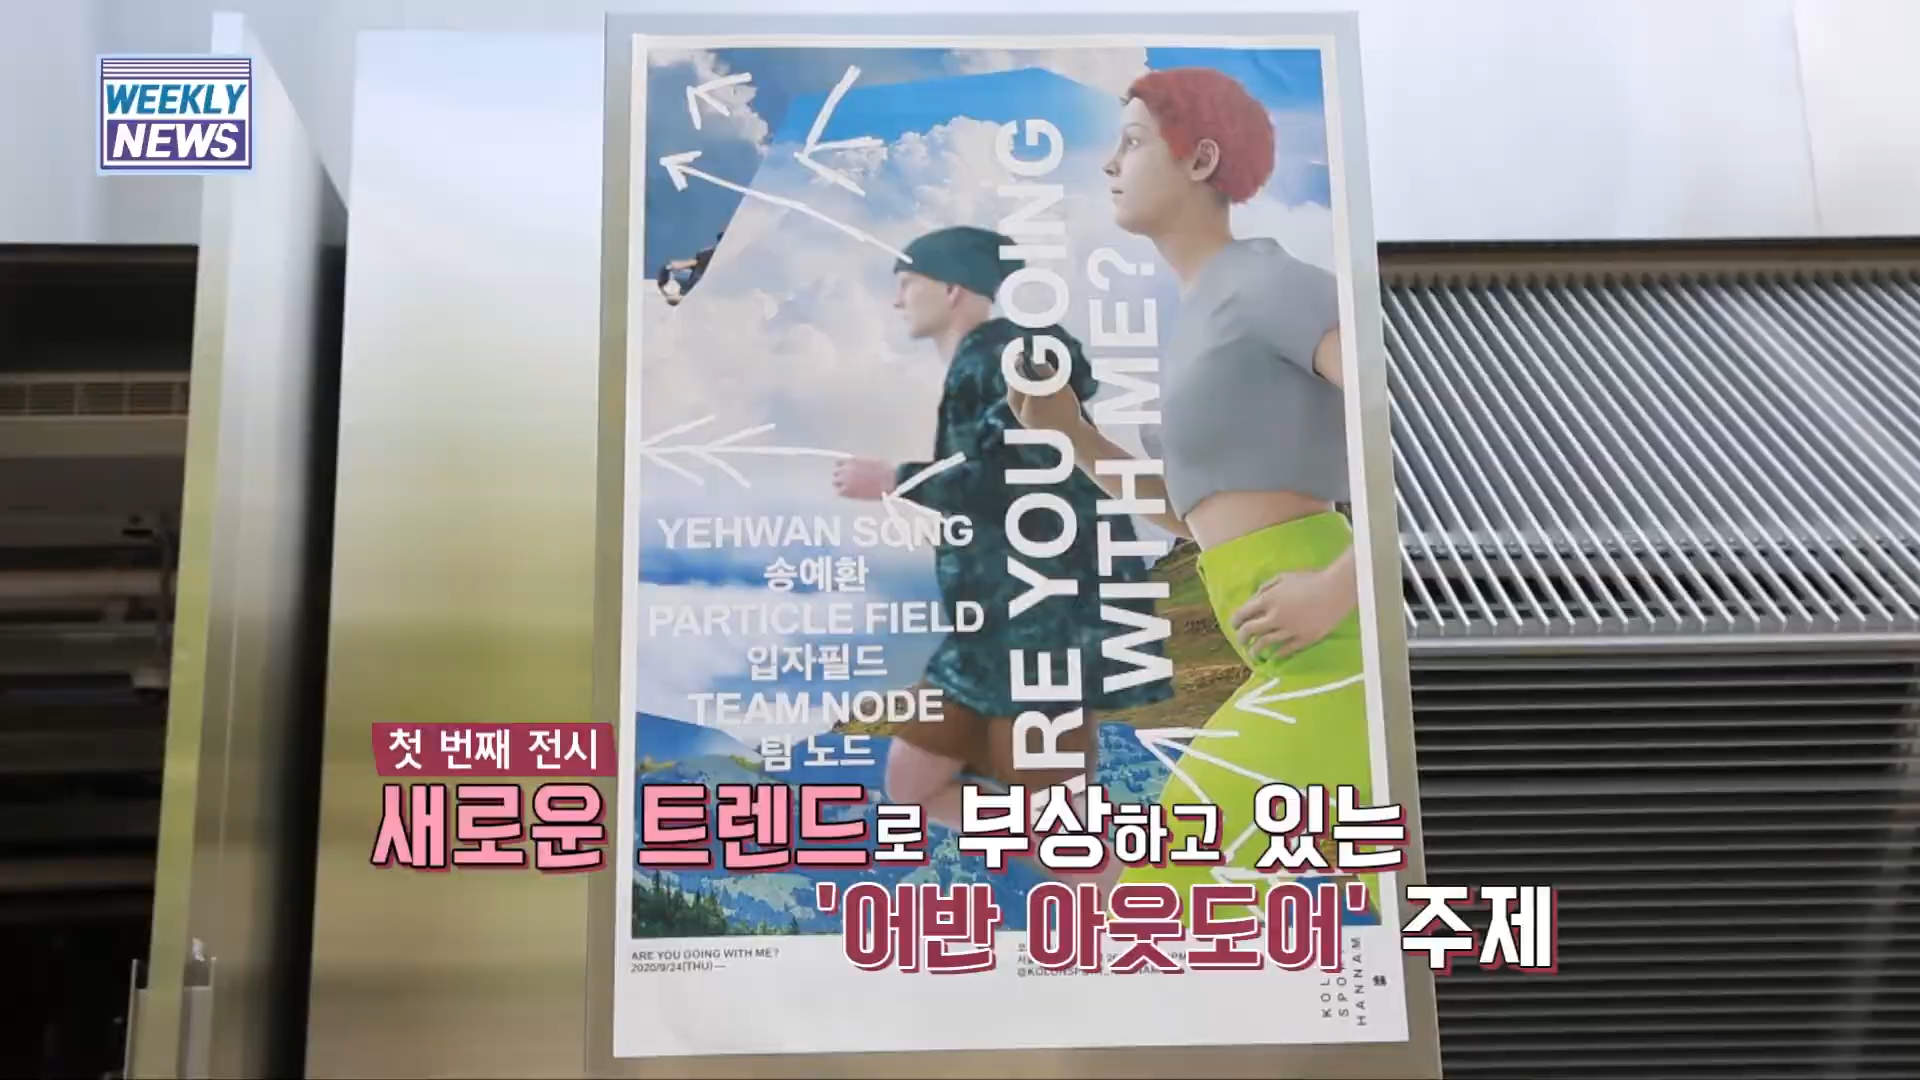 WEEKLY
NEWS
ARE YOU GOING
WITH ME?
YEHWAN SONG
송예환
PARTICLE FIELD
입자필드
TEAM NODE
팀 노드
첫 번째 전시
새로운 트렌드로 부상하고 있는
'어반 아웃도어' 주제
ARE YOU GOING WITH ME?
2020/9/24(THU)—
HANNAM